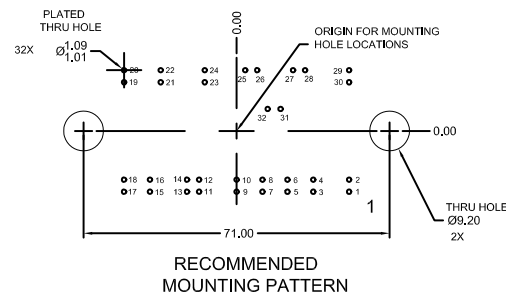 PLATED
THRU HOLE
32X Ø1.09
1.01
0.00
ORIGIN FOR MOUNTING
HOLE LOCATIONS
20 22 24 25 26 27 28 29
19 21 23 30
32 31
0.00
18 16 14 12 10 8 6 4 2
17 15 13 11 9 7 5 3 1
1
THRU HOLE
Ø9.20
2X
71.00
RECOMMENDED
MOUNTING PATTERN